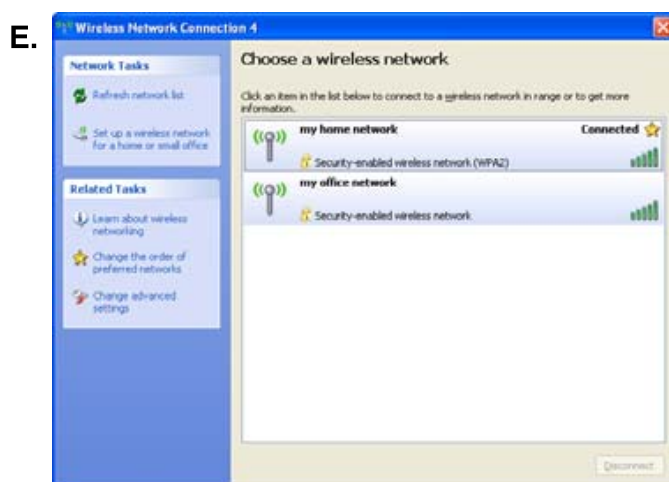 E.
Wireless Network Connection 4
Network Tasks
Refresh network list
Set up a wireless network
for a home or small office
Related Tasks
Learn about wireless
networking
Change the order of
preferred networks
Change advanced
settings
Choose a wireless network
Click an item in the list below to connect to a wireless network in range or to get more
information.
my home network Connected
Security-enabled wireless network (WPA2)
my office network
Security-enabled wireless network
Disconnect